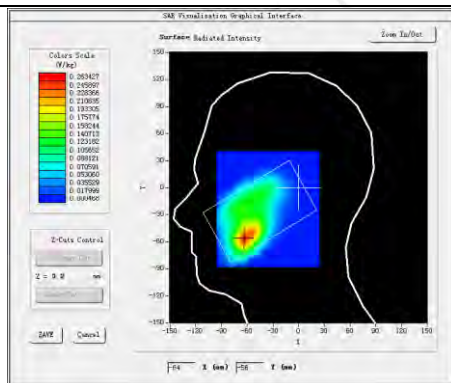 SAR Visualisation Graphical Interface
Surface Radiated Intensity
Zoom In/Out
Colors Scale
(W/kg)
0.263427
0.245897
0.228366
0.210835
0.193305
0.175774
0.158244
0.140713
0.123182
0.105652
0.088121
0.070591
0.053060
0.035529
0.017999
0.000468
150
120
90
60
30
0
-30
-60
-90
-120
-150
Y
-150 -120 -90 -60 -30 0 30 60 90 120 150
X
Z-Cuts Control
Z = 0.0 mm
SAVE Cancel
-64 X (mm) -56 Y (mm)